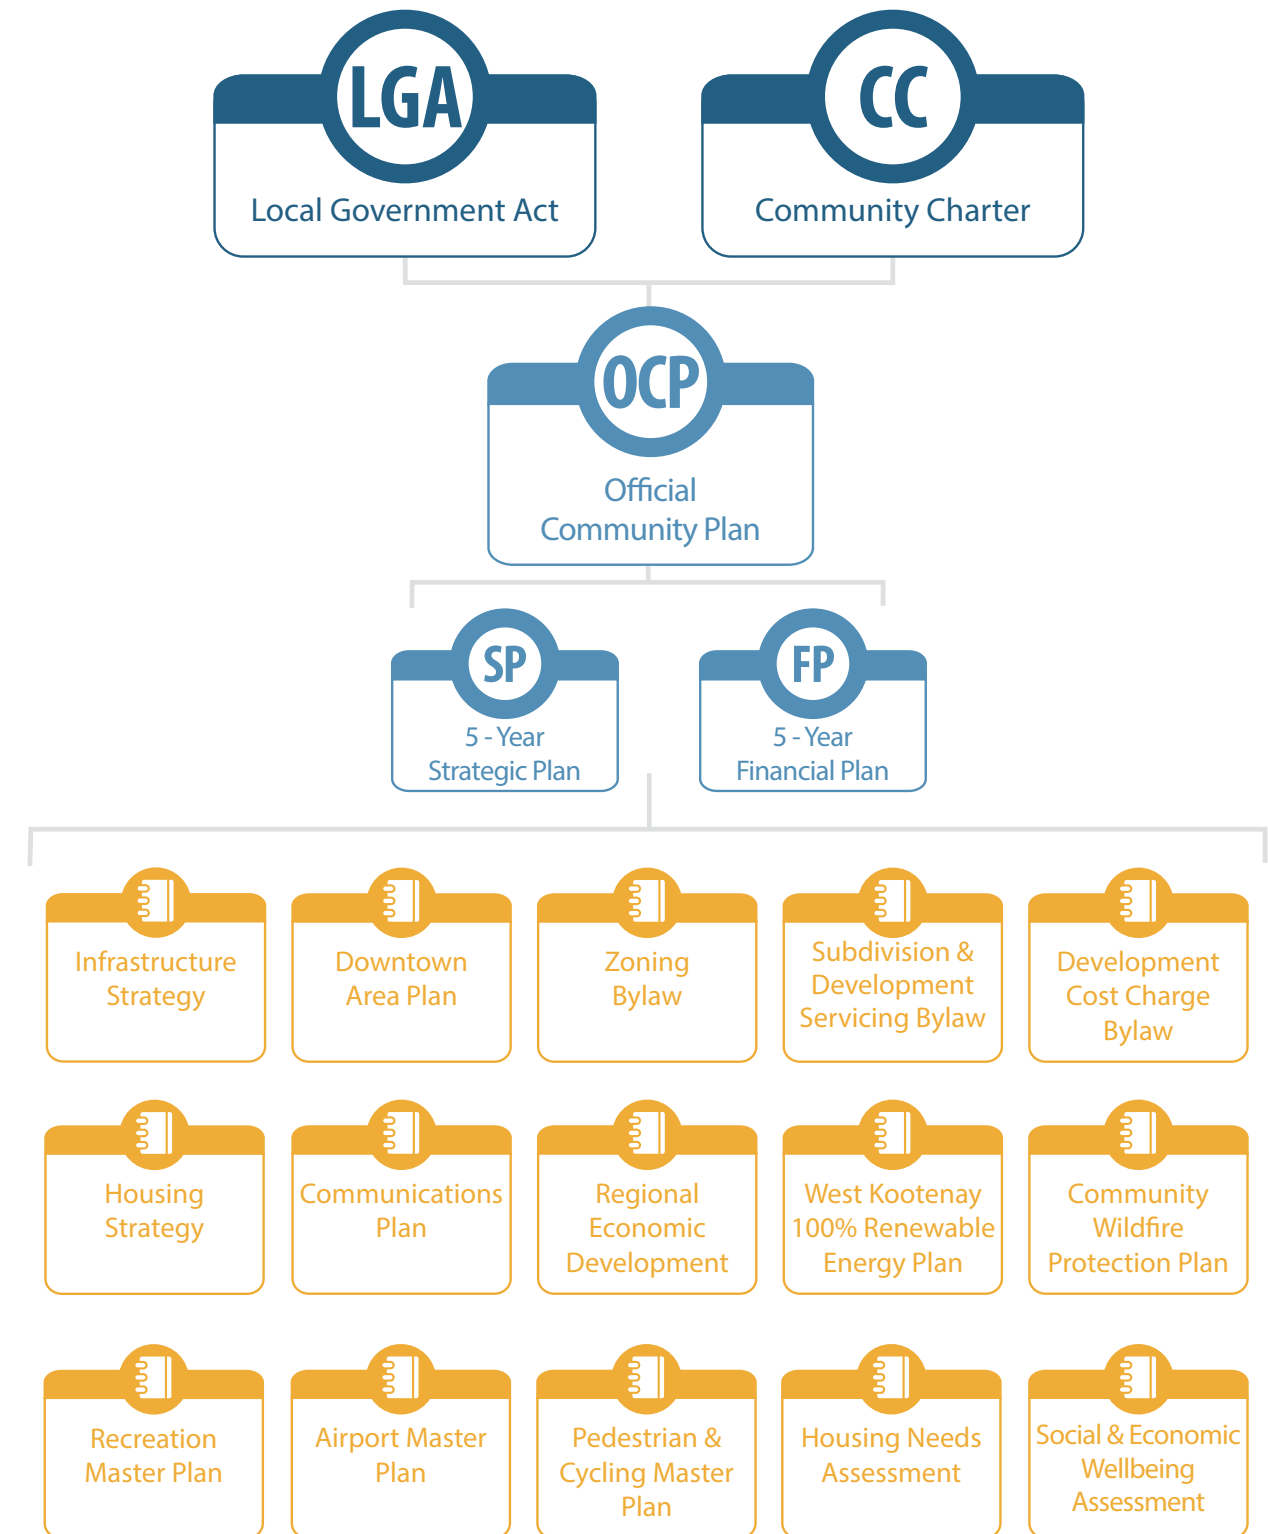 LGA
Local Government Act
CC
Community Charter
OCP
Official
Community Plan
SP
5 - Year
Strategic Plan
FP
5 - Year
Financial Plan
Infrastructure
Strategy
Downtown
Area Plan
Zoning
Bylaw
Subdivision &
Development
Servicing Bylaw
Development
Cost Charge
Bylaw
Housing
Strategy
Communications
Plan
Regional
Economic
Development
West Kootenay
100% Renewable
Energy Plan
Community
Wildfire
Protection Plan
Recreation
Master Plan
Airport Master
Plan
Pedestrian &
Cycling Master
Plan
Housing Needs
Assessment
Social & Economic
Wellbeing
Assessment